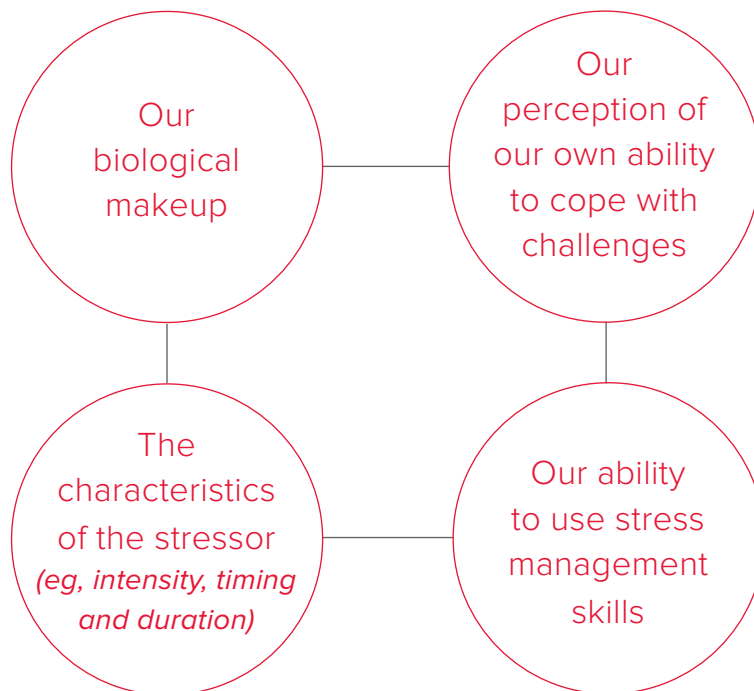 Our
biological
makeup
Our
perception of
our own ability
to cope with
challenges
The
characteristics
of the stressor
(eg, intensity, timing
and duration)
Our ability
to use stress
management
skills